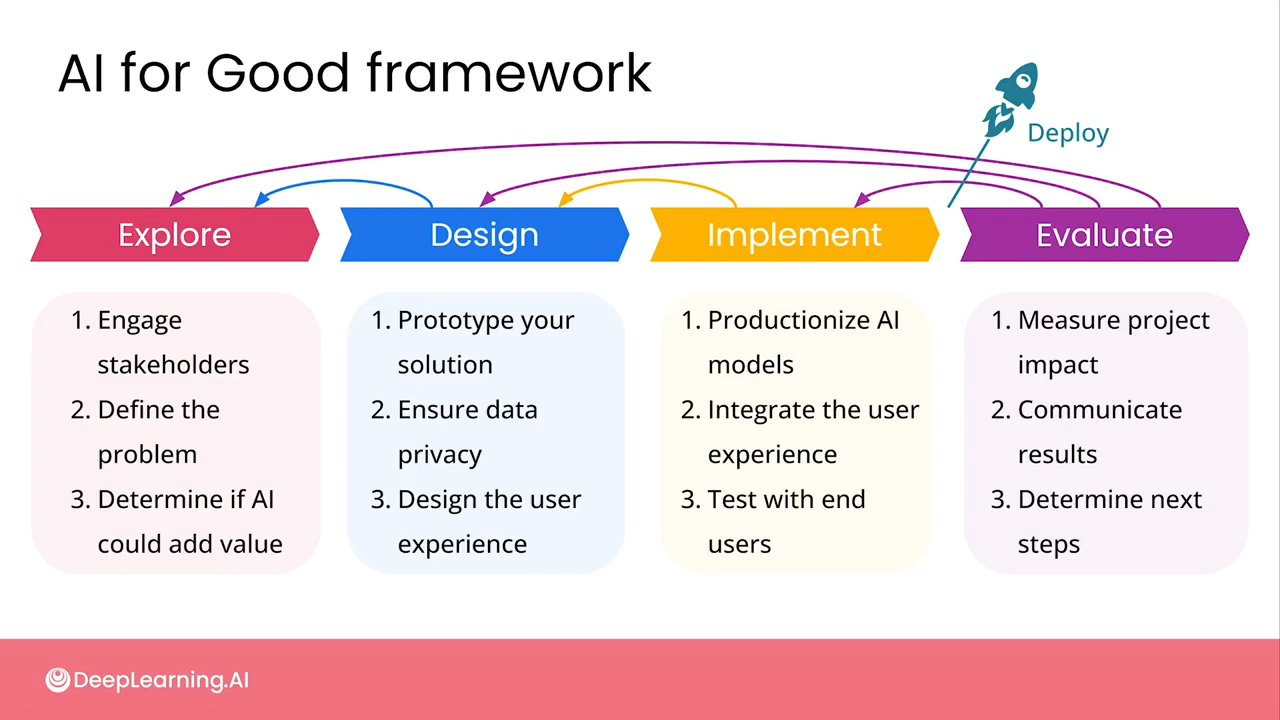 AI for Good framework
Deploy
Explore
Design
Implement
Evaluate
1. Engage
stakeholders
2. Define the
problem
3. Determine if AI
could add value
1. Prototype your
solution
2. Ensure data
privacy
3. Design the user
experience
1. Productionize AI
models
2. Integrate the user
experience
3. Test with end
users
1. Measure project
impact
2. Communicate
results
3. Determine next
steps
DeepLearning.AI